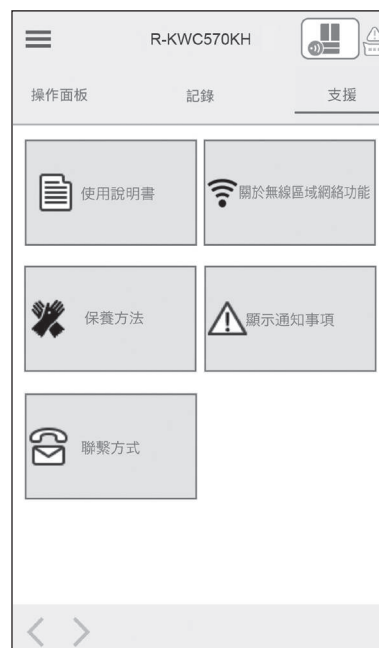 R-KWC570KH
操作面板 記錄 支援
使用說明書 關於無線區域網絡功能
保養方法 顯示通知事項
聯繫方式